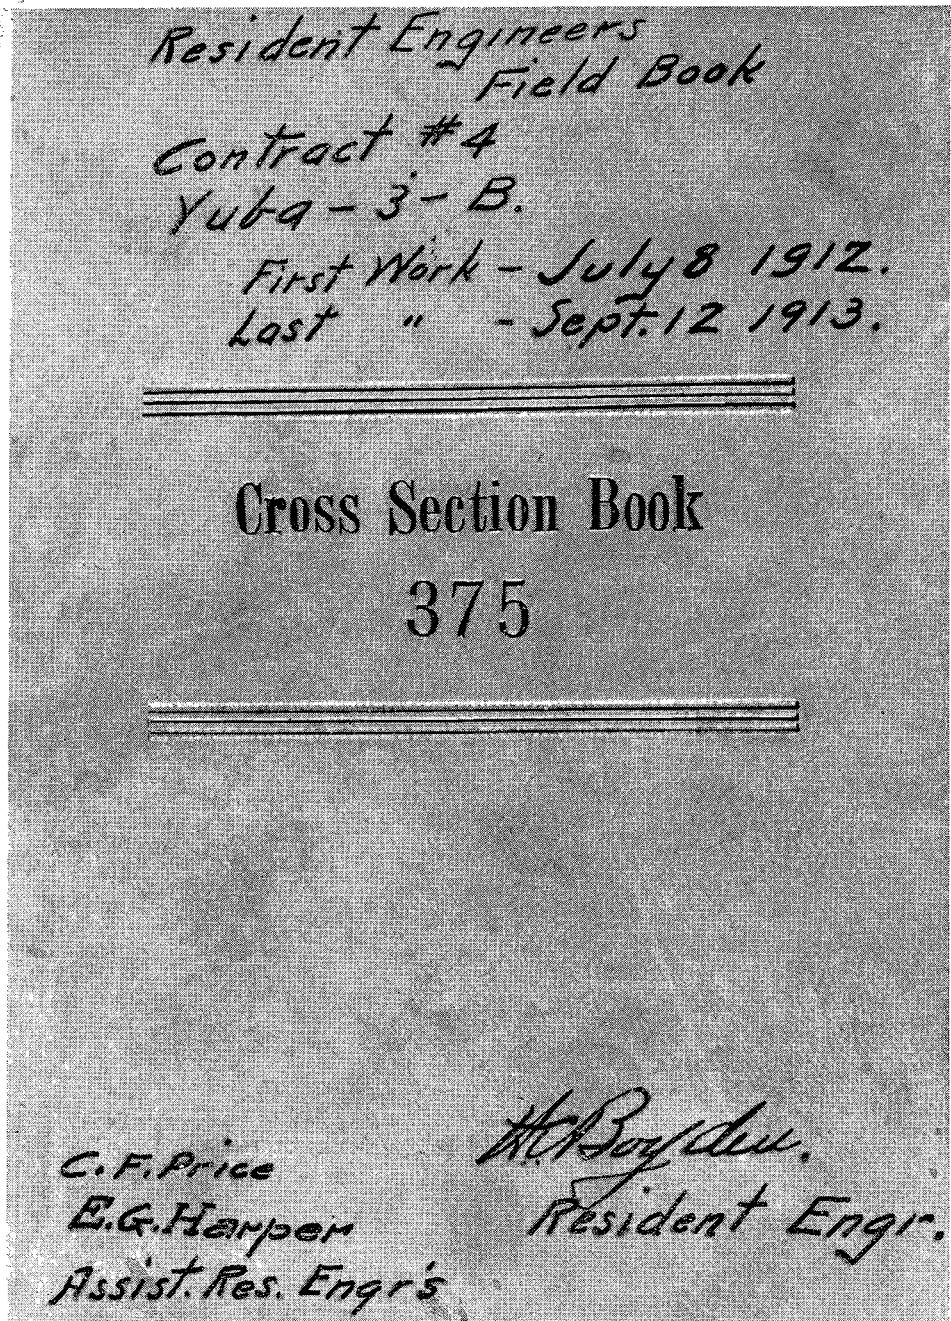 Resident Engineers
Field Book
Contract #4
Yuba - 3 - B.
First Work - July 8 1912.
Last " - Sept. 12 1913.
Cross Section Book
375
C. F. Price
E. G. Harper
Assist. Res. Engr's
H.C. Boyden.
Resident Engr.